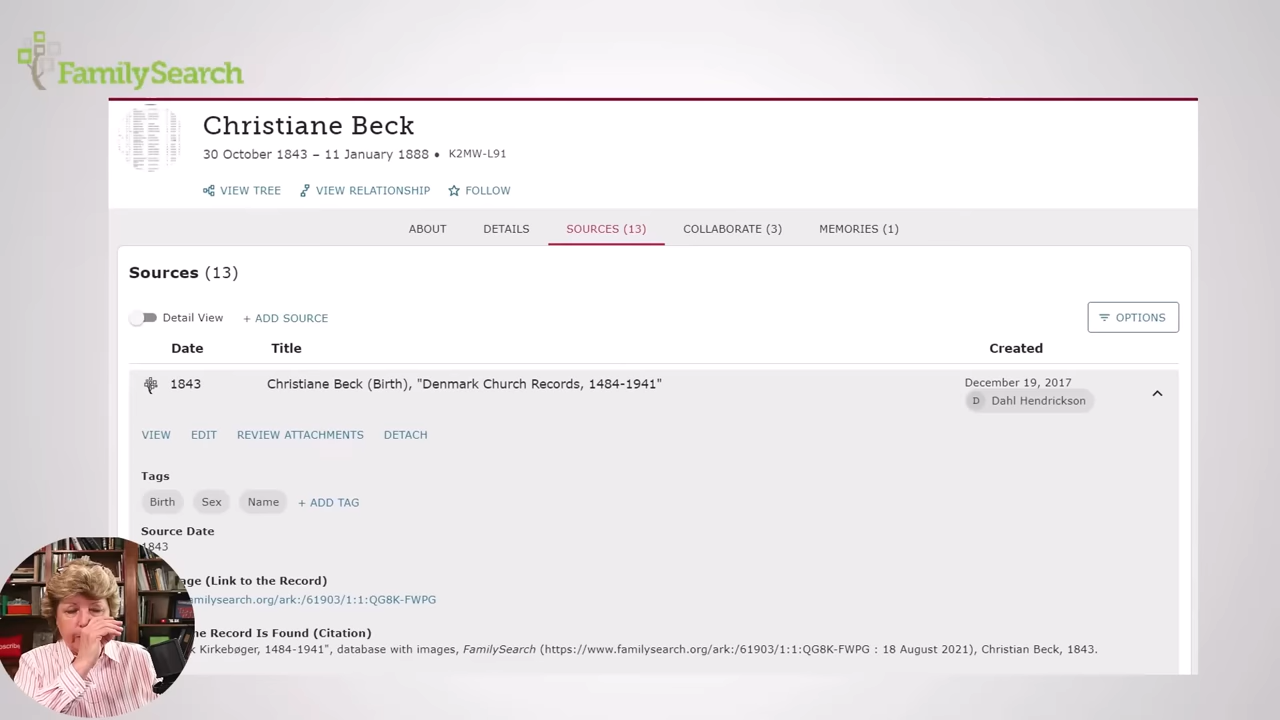 FamilySearch
Christiane Beck
30 October 1843 – 11 January 1888 • K2MW-L91
VIEW TREE VIEW RELATIONSHIP FOLLOW
ABOUT DETAILS SOURCES (13) COLLABORATE (3) MEMORIES (1)
Sources (13)
Detail View + ADD SOURCE OPTIONS
Date Title Created
1843 Christiane Beck (Birth), "Denmark Church Records, 1484-1941" December 19, 2017
D Dahl Hendrickson
VIEW EDIT REVIEW ATTACHMENTS DETACH
Tags
Birth Sex Name + ADD TAG
Source Date
1843
(Link to the Record)
familysearch.org/ark:/61903/1:1:QG8K-FWPG
Record Is Found (Citation)
Kirkebøger, 1484-1941", database with images, FamilySearch (https://www.familysearch.org/ark:/61903/1:1:QG8K-FWPG : 18 August 2021), Christian Beck, 1843.